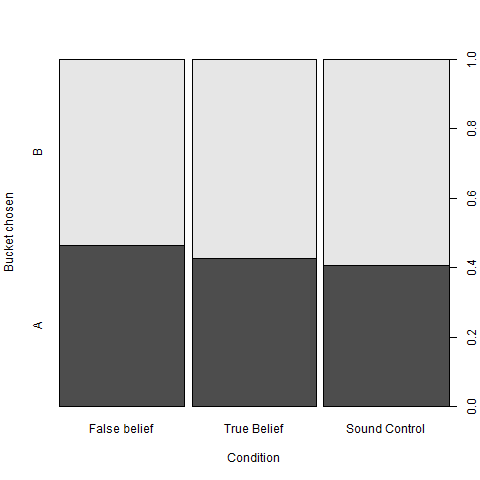 B
A
Bucket chosen
1.0
0.8
0.6
0.4
0.2
0.0
False belief
True Belief
Sound Control
Condition